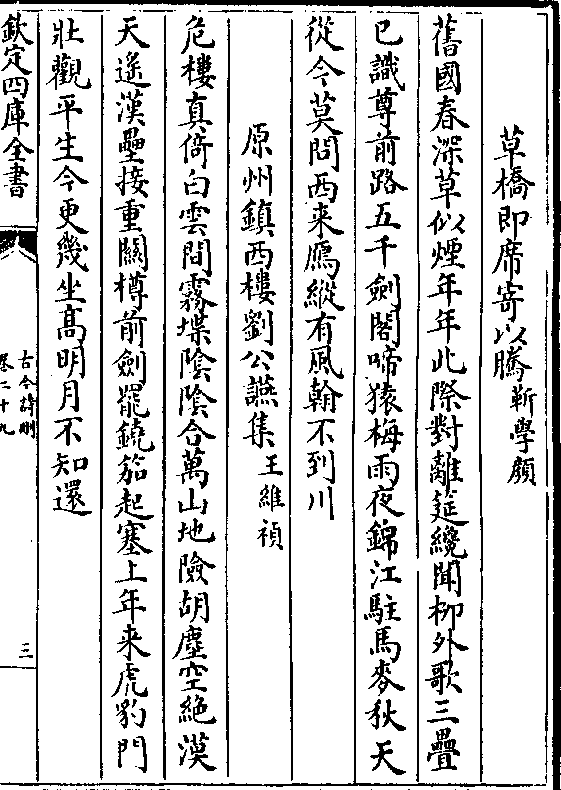 草橋即席寄以騰靳學顏
舊國春深草似煙年年此際對離筵纔聞柳外歌三疊
已識尊前路五千劍閣啼猿梅雨夜錦江駐馬麥秋天
從今莫問西来鴈縱有風翰不到川
原州鎮西樓劉公讌集王維禎
危樓真倚白雲間霧堞陰陰合萬山地險胡塵空絶漠
天遥漢壘接重關樽前劍罷鐃笳起塞上年来虎豹門
壯觀平生今更幾坐髙明月不知還
欽定四庫全書
古今詩刪
卷二十九
三